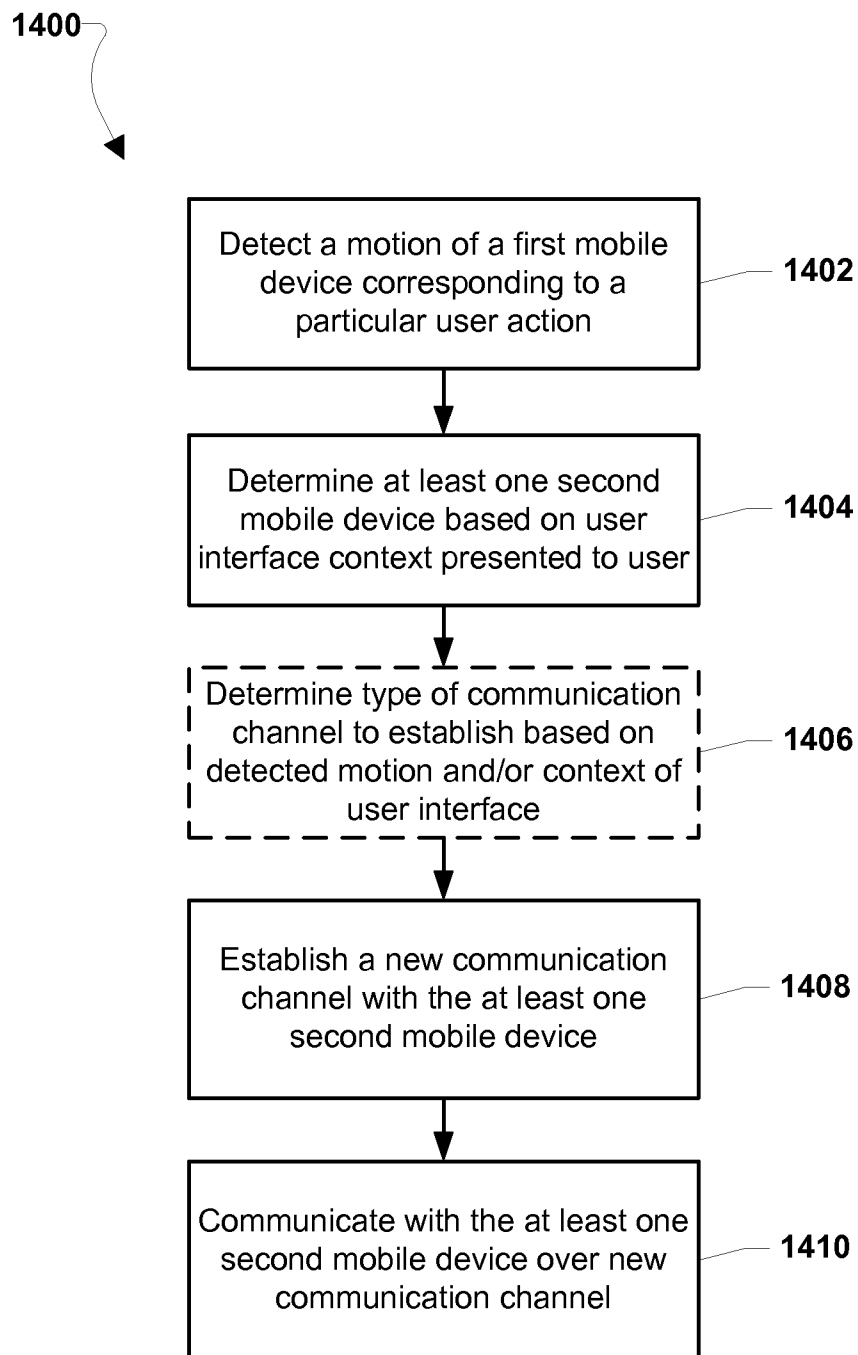 1400
Detect a motion of a first mobile
device corresponding to a
particular user action
1402
Determine at least one second
mobile device based on user
interface context presented to user
1404
Determine type of communication
channel to establish based on
detected motion and/or context of
user interface
1406
Establish a new communication
channel with the at least one
second mobile device
1408
Communicate with the at least one
second mobile device over new
communication channel
1410